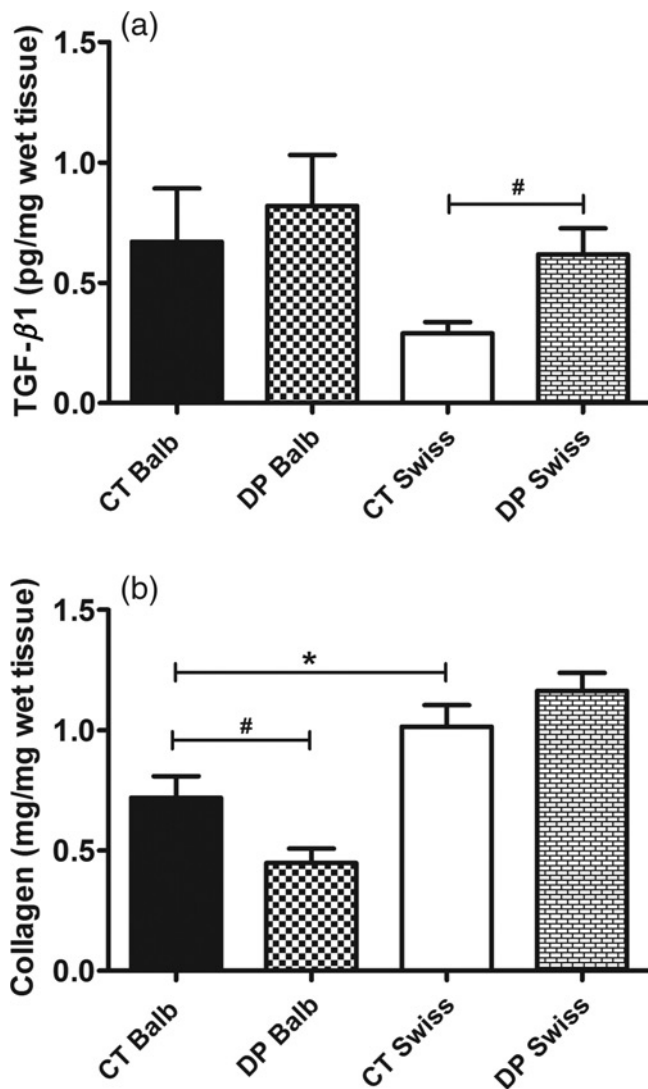 (a)
TGF-β1 (pg/mg wet tissue)
1.5
1.0
0.5
0.0
#
CT Balb
DP Balb
CT Swiss
DP Swiss
(b)
Collagen (mg/mg wet tissue)
1.5
1.0
0.5
0.0
*
#
CT Balb
DP Balb
CT Swiss
DP Swiss